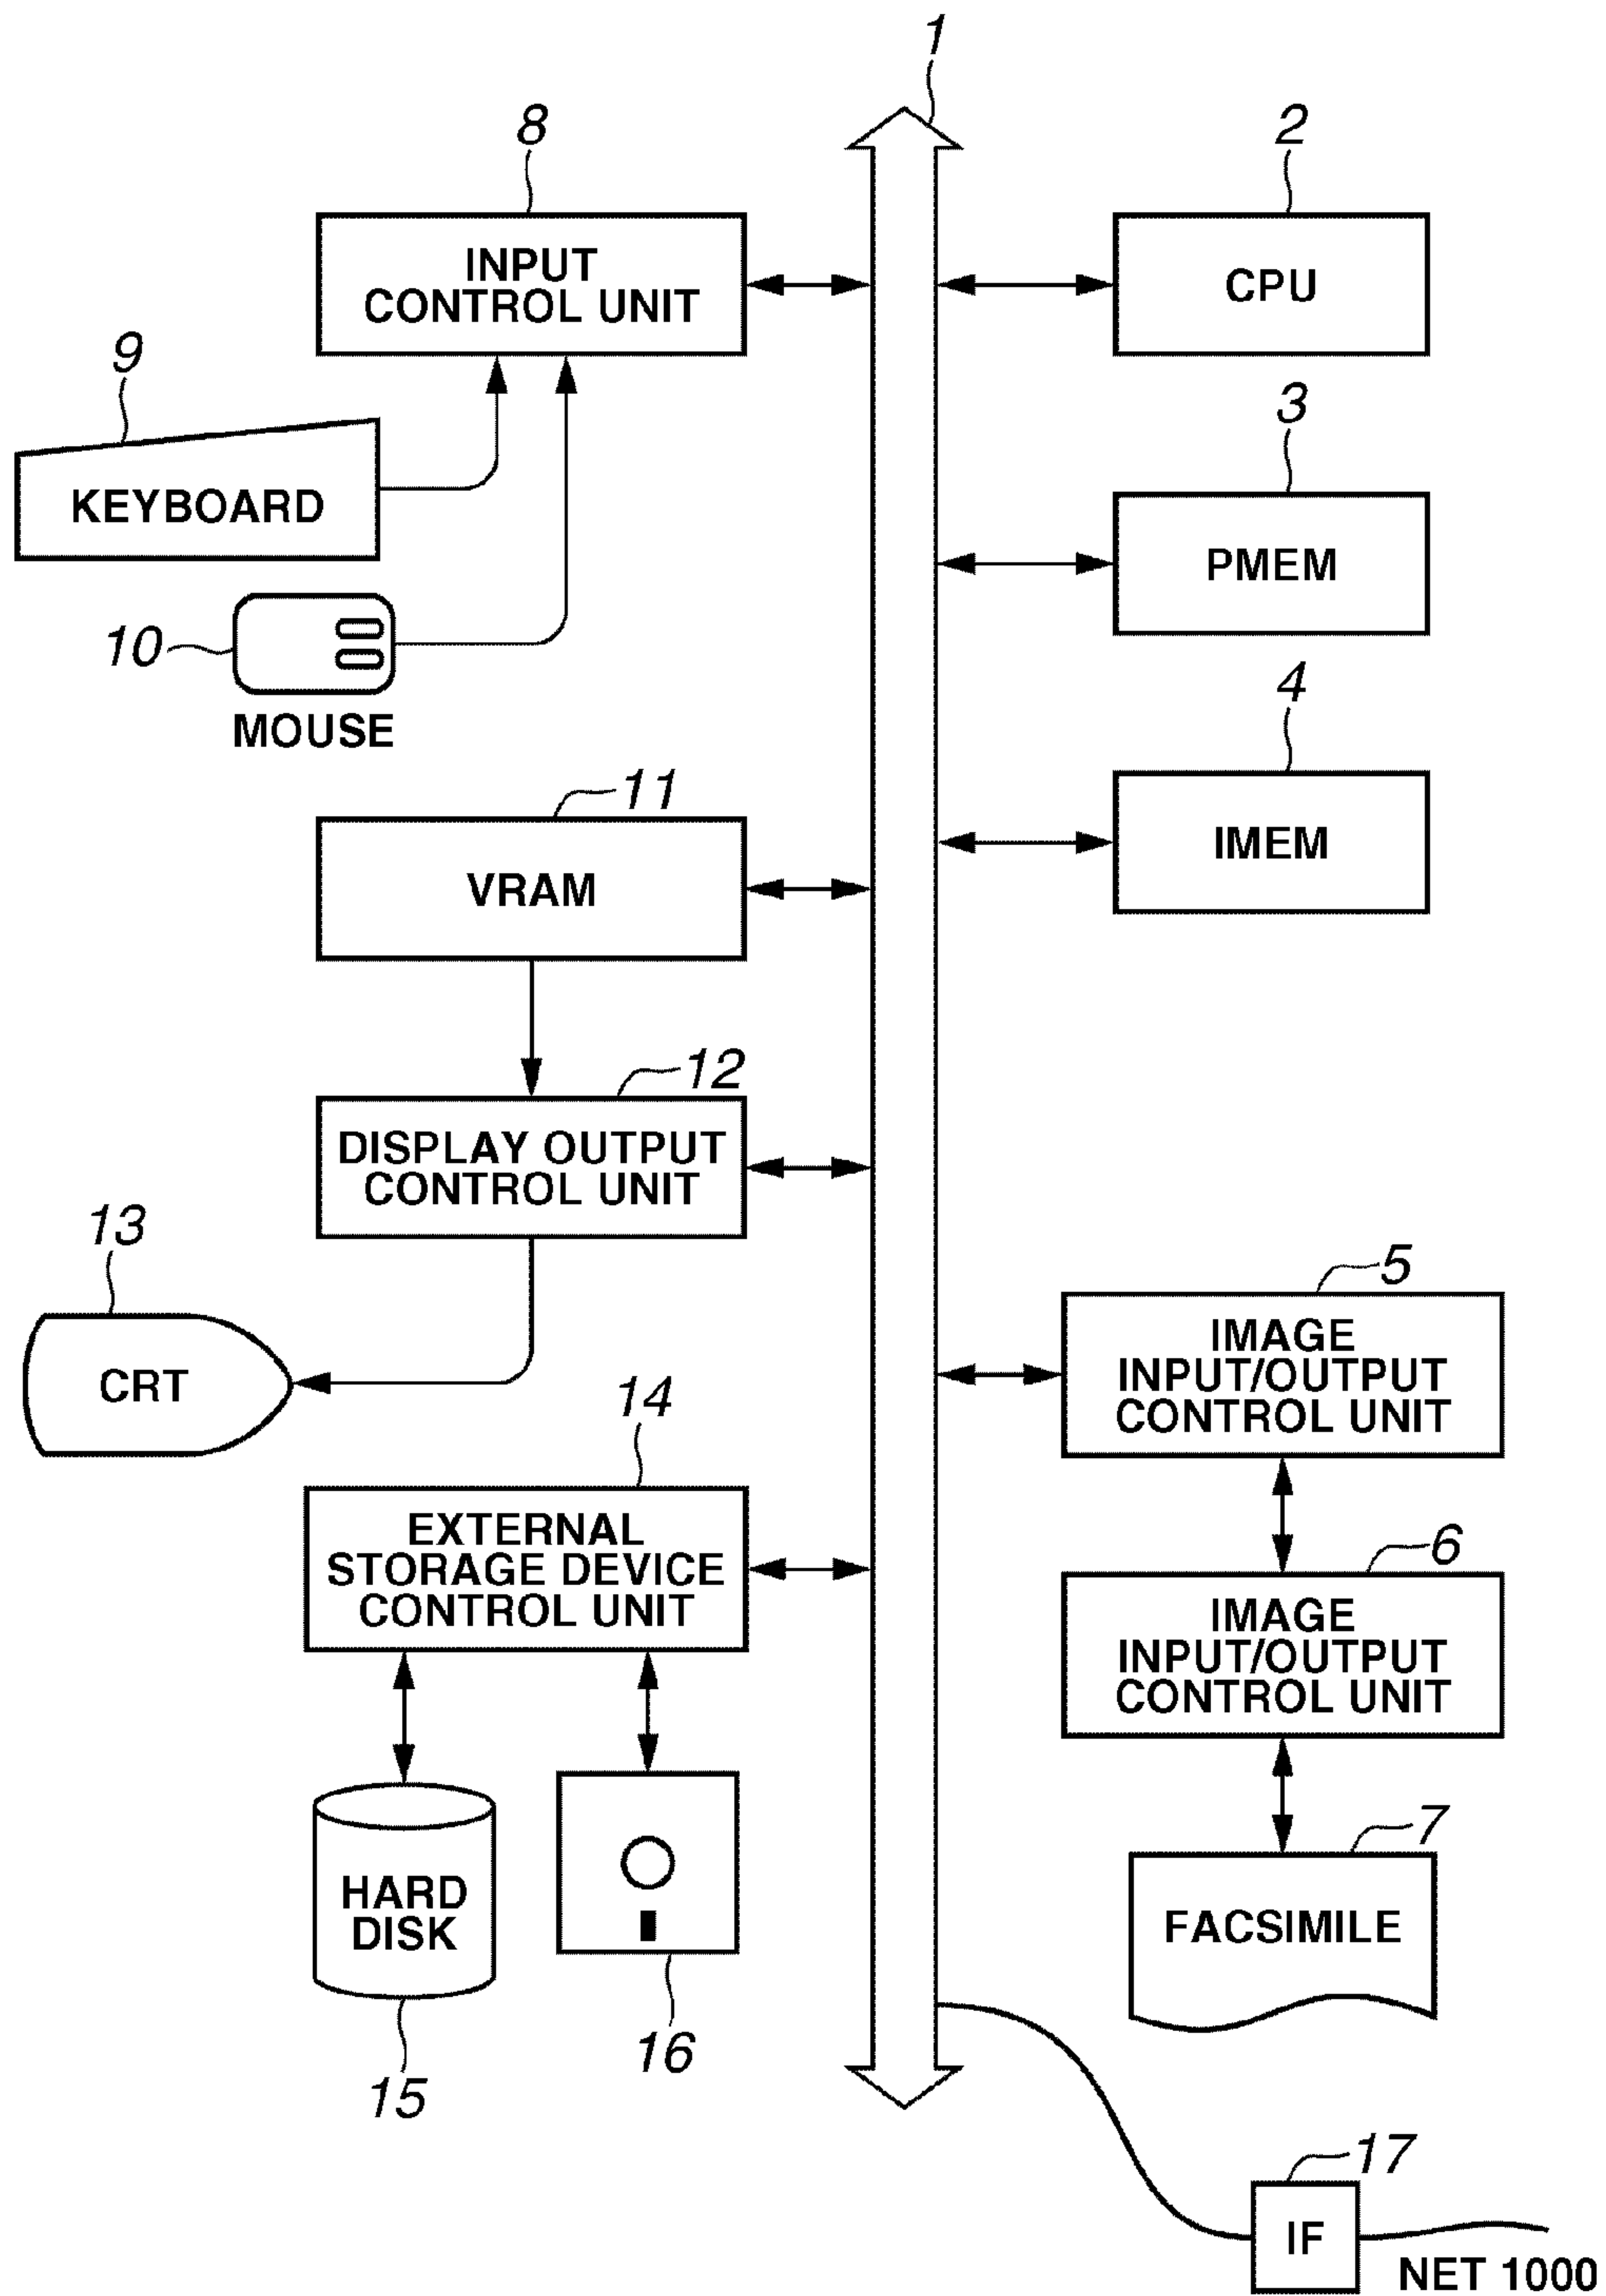 1
8
2
INPUT
CONTROL UNIT
CPU
9
3
KEYBOARD
PMEM
10
MOUSE
4
11
IMEM
VRAM
12
DISPLAY OUTPUT
CONTROL UNIT
13
CRT
5
IMAGE
INPUT/OUTPUT
CONTROL UNIT
14
EXTERNAL
STORAGE DEVICE
CONTROL UNIT
6
IMAGE
INPUT/OUTPUT
CONTROL UNIT
7
HARD
DISK
FACSIMILE
16
15
17
IF
NET 1000